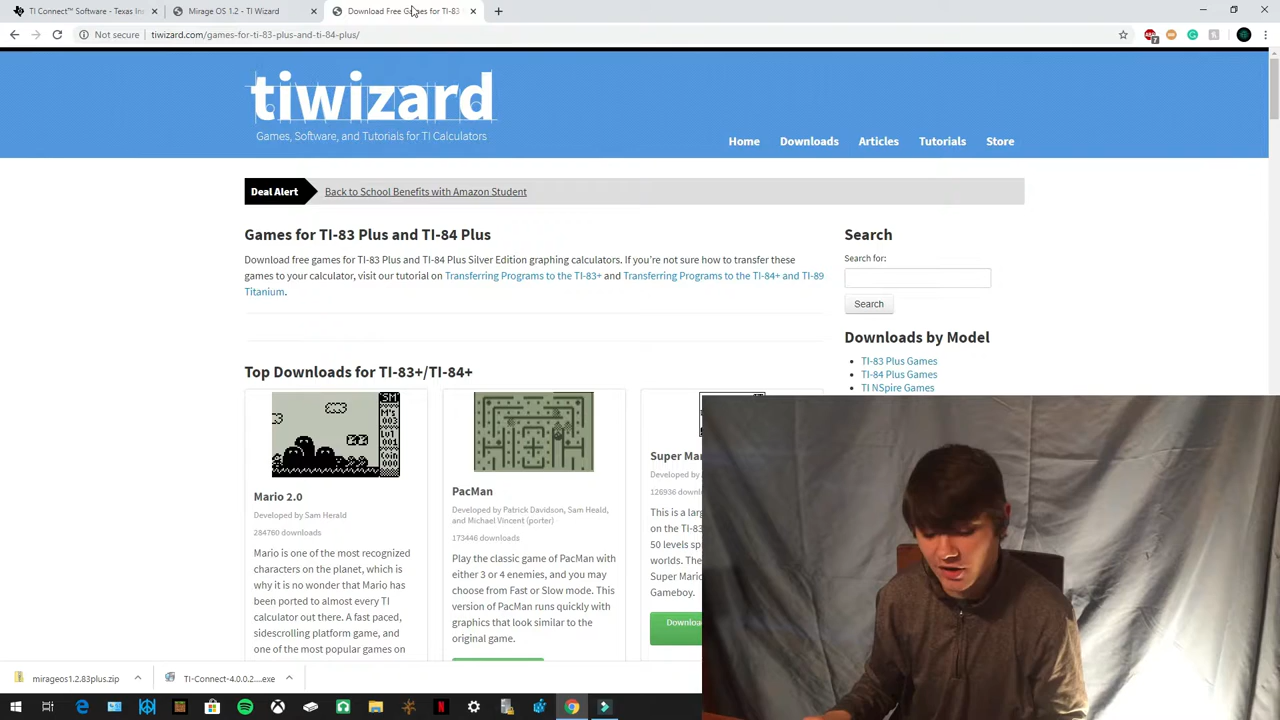 TI Connect™ Software - Texas Ins
Mirage OS 1.2 - TI Wizard
Download Free Games for TI-83
Not secure
tiwizard.com/games-for-ti-83-plus-and-ti-84-plus/
tiwizard
Games, Software, and Tutorials for TI Calculators
Home Downloads Articles Tutorials Store
Deal Alert
Back to School Benefits with Amazon Student
Games for TI-83 Plus and TI-84 Plus
Download free games for TI-83 Plus and TI-84 Plus Silver Edition graphing calculators. If you're not sure how to transfer these
games to your calculator, visit our tutorial on Transferring Programs to the TI-83+ and Transferring Programs to the TI-84+ and TI-89
Titanium.
Search
Search for:
Search
Downloads by Model
TI-83 Plus Games
TI-84 Plus Games
TI NSpire Games
Top Downloads for TI-83+/TI-84+
SM
M's
003
Lvl
001
Mario 2.0
Developed by Sam Herald
284760 downloads
Mario is one of the most recognized
characters on the planet, which is
why it is no wonder that Mario has
been ported to almost every TI
calculator out there. A fast paced,
sidescrolling platform game, and
one of the most popular games on
PacMan
Developed by Patrick Davidson, Sam Heald,
and Michael Vincent (porter)
173446 downloads
Play the classic game of PacMan with
either 3 or 4 enemies, and you may
choose from Fast or Slow mode. This
version of PacMan runs quickly with
graphics that look similar to the
original game.
Super Mar
Developed by
126936 downl
This is a larg
on the TI-83
50 levels sp
worlds. The
Super Mario
Gameboy.
Download
mirageos1.2.83plus.zip
TI-Connect-4.0.0.2....exe